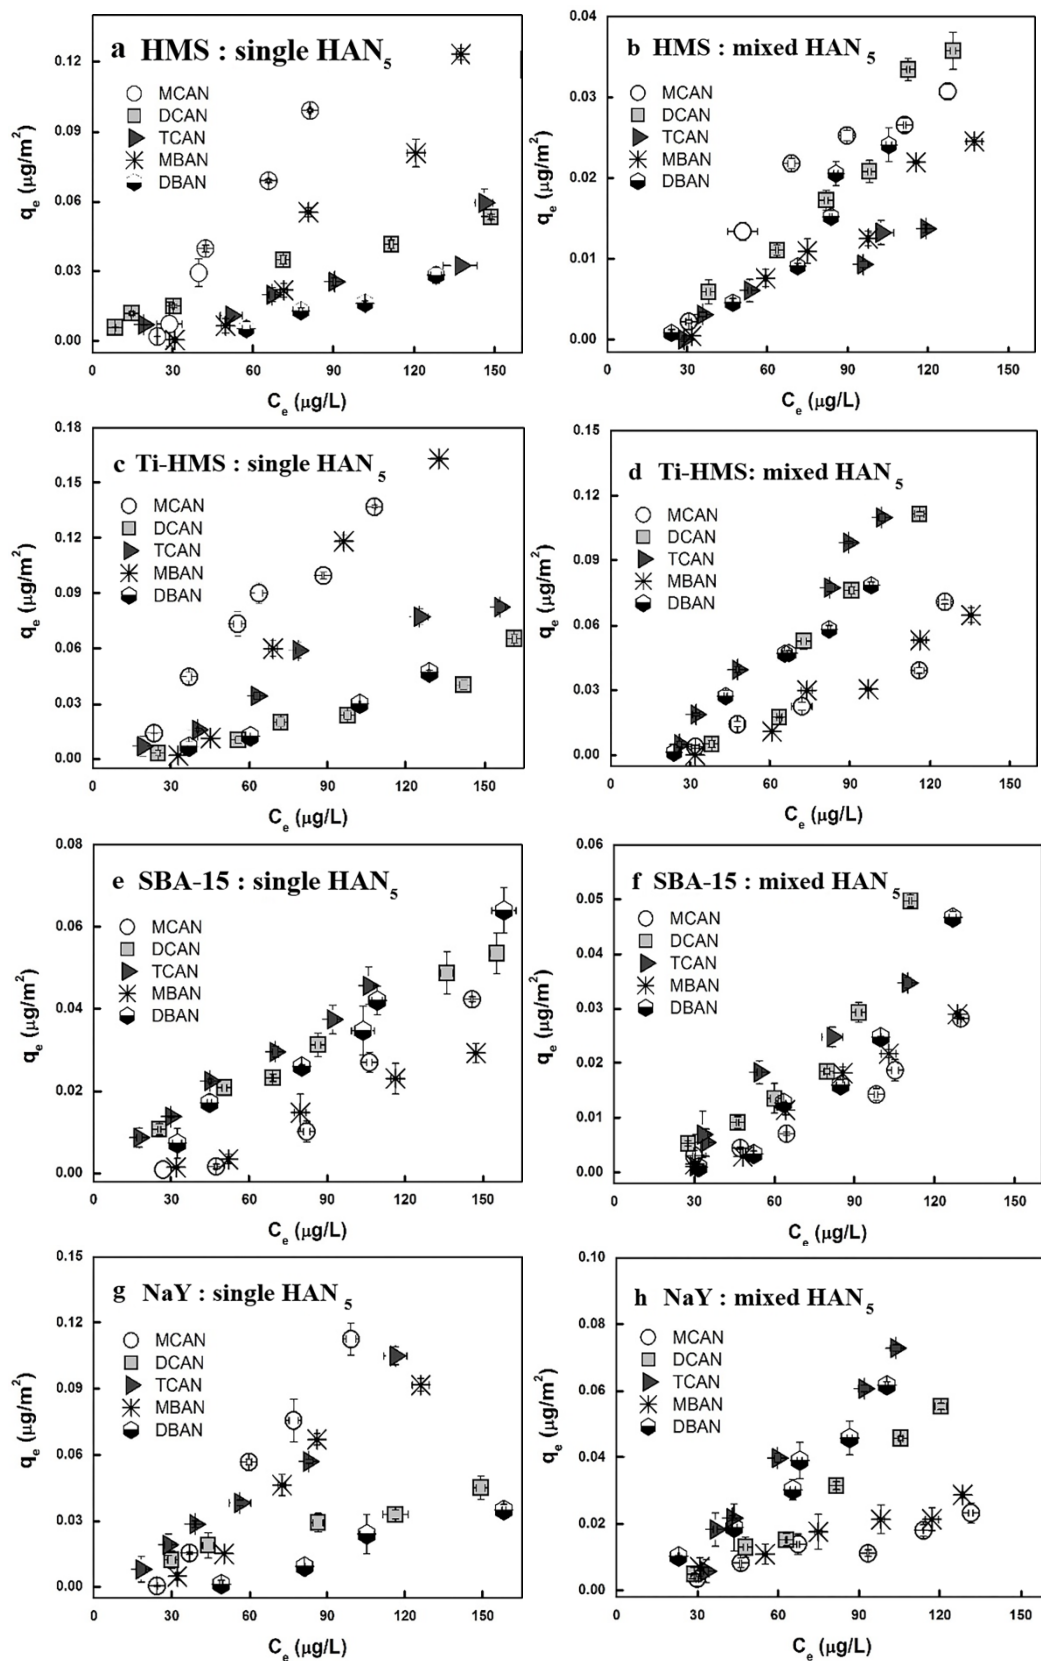 a HMS : single HAN5
MCAN
DCAN
TCAN
MBAN
DBAN
0.12
0.09
0.06
0.03
0.00
qe (μg/m2)
0 30 60 90 120 150
Ce (μg/L)
b HMS : mixed HAN5
MCAN
DCAN
TCAN
MBAN
DBAN
0.04
0.03
0.02
0.01
0.00
qe (μg/m2)
0 30 60 90 120 150
Ce (μg/L)
c Ti-HMS : single HAN5
MCAN
DCAN
TCAN
MBAN
DBAN
0.18
0.15
0.12
0.09
0.06
0.03
0.00
qe (μg/m2)
0 30 60 90 120 150
Ce (μg/L)
d Ti-HMS: mixed HAN5
MCAN
DCAN
TCAN
MBAN
DBAN
0.15
0.12
0.09
0.06
0.03
0.00
qe (μg/m2)
0 30 60 90 120 150
Ce (μg/L)
e SBA-15 : single HAN5
MCAN
DCAN
TCAN
MBAN
DBAN
0.08
0.06
0.04
0.02
0.00
qe (μg/m2)
0 30 60 90 120 150
Ce (μg/L)
f SBA-15 : mixed HAN5
MCAN
DCAN
TCAN
MBAN
DBAN
0.06
0.05
0.04
0.03
0.02
0.01
0.00
qe (μg/m2)
0 30 60 90 120 150
Ce (μg/L)
g NaY : single HAN5
MCAN
DCAN
TCAN
MBAN
DBAN
0.15
0.12
0.09
0.06
0.03
0.00
qe (μg/m2)
0 30 60 90 120 150
Ce (μg/L)
h NaY : mixed HAN5
MCAN
DCAN
TCAN
MBAN
DBAN
0.10
0.08
0.06
0.04
0.02
0.00
qe (μg/m2)
0 30 60 90 120 150
Ce (μg/L)